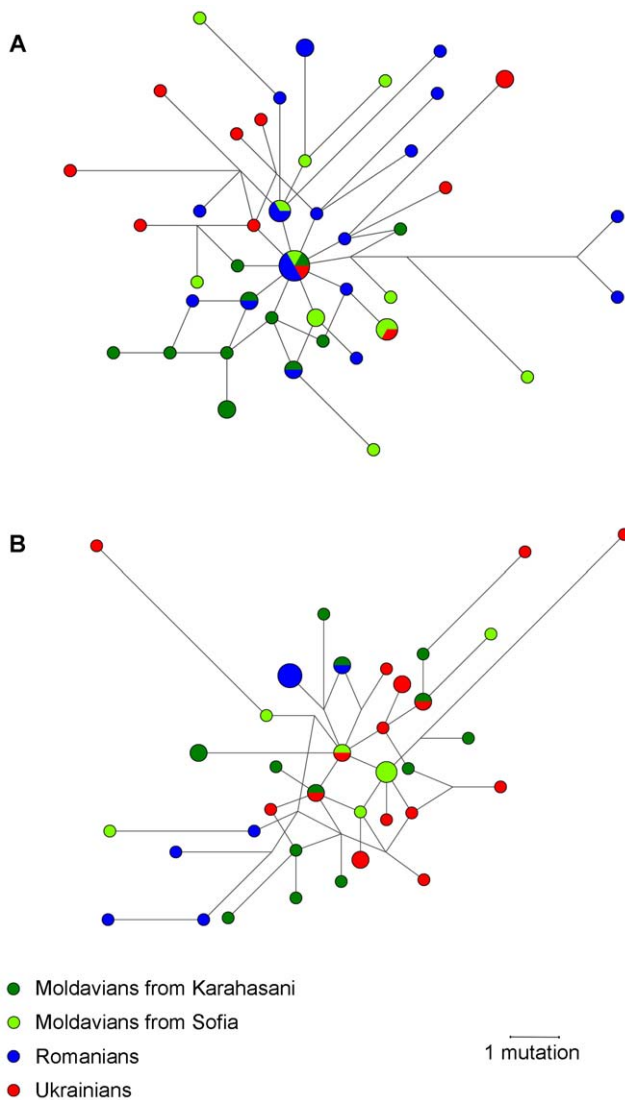 A
B
Moldavians from Karahasani
Moldavians from Sofia
Romanians
1 mutation
Ukrainians